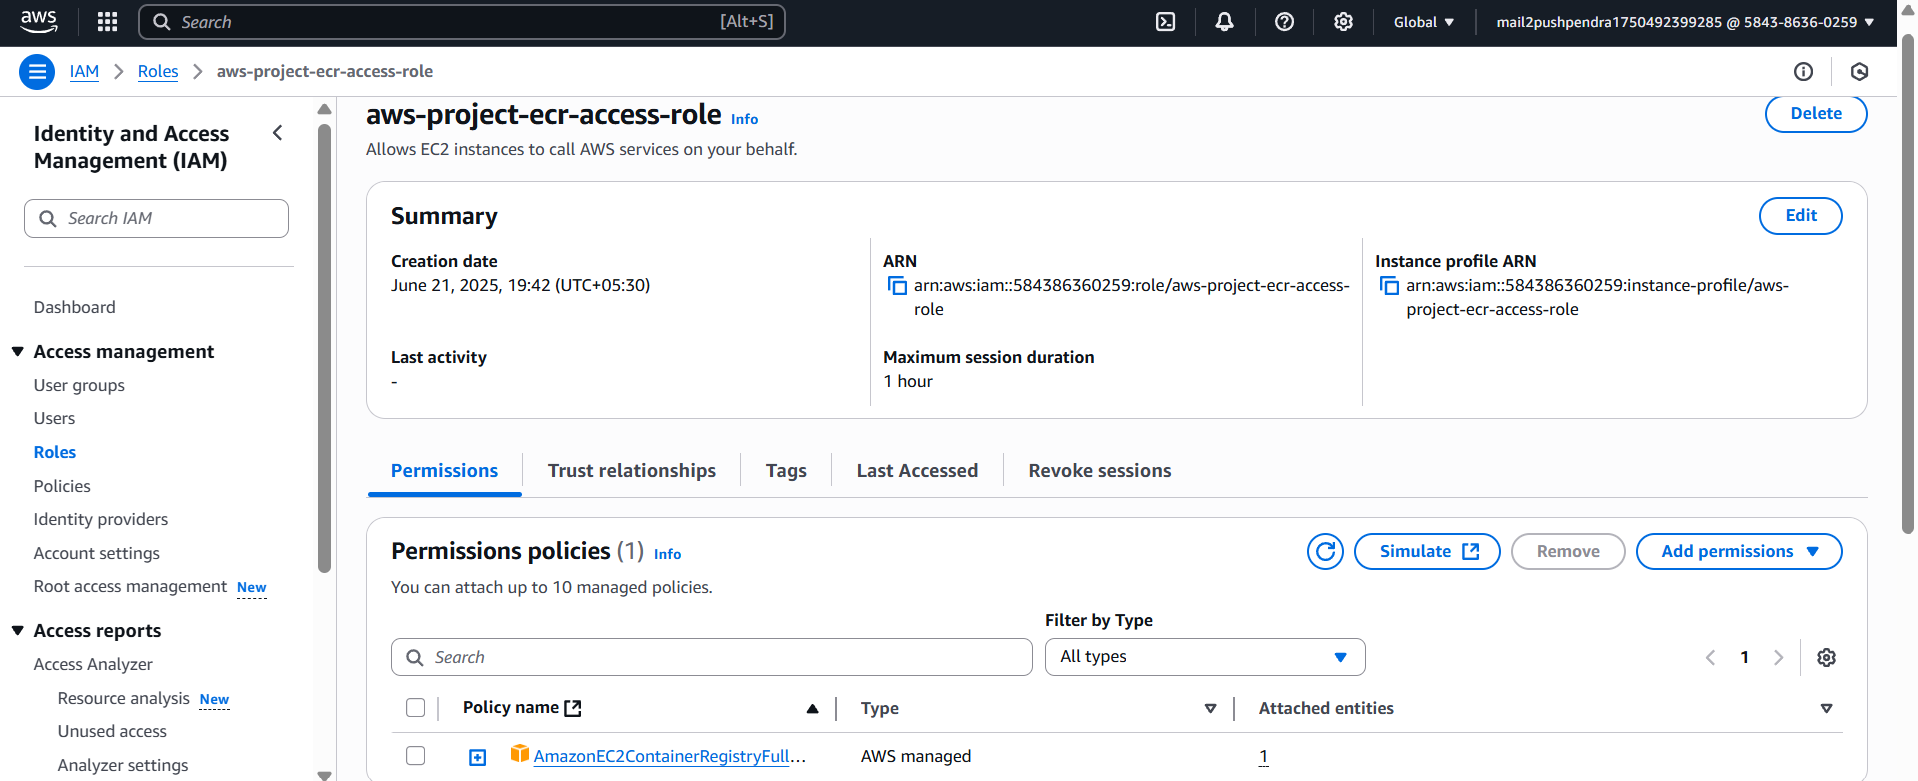 aws Search [Alt+S] Global mail2pushpendra1750492399285 @ 5843-8636-0259
IAM Roles aws-project-ecr-access-role
Identity and Access
Management (IAM)
Search IAM
Dashboard
Access management
User groups
Users
Roles
Policies
Identity providers
Account settings
Root access management New
Access reports
Access Analyzer
Resource analysis New
Unused access
Analyzer settings
aws-project-ecr-access-role Info
Delete
Allows EC2 instances to call AWS services on your behalf.
Summary
Edit
Creation date
June 21, 2025, 19:42 (UTC+05:30)
ARN
arn:aws:iam::584386360259:role/aws-project-ecr-access-
role
Instance profile ARN
arn:aws:iam::584386360259:instance-profile/aws-
project-ecr-access-role
Last activity
-
Maximum session duration
1 hour
Permissions Trust relationships Tags Last Accessed Revoke sessions
Permissions policies (1) Info
Simulate Remove Add permissions
You can attach up to 10 managed policies.
Filter by Type
Search All types 1
Policy name Type Attached entities
AmazonEC2ContainerRegistryFull... AWS managed 1